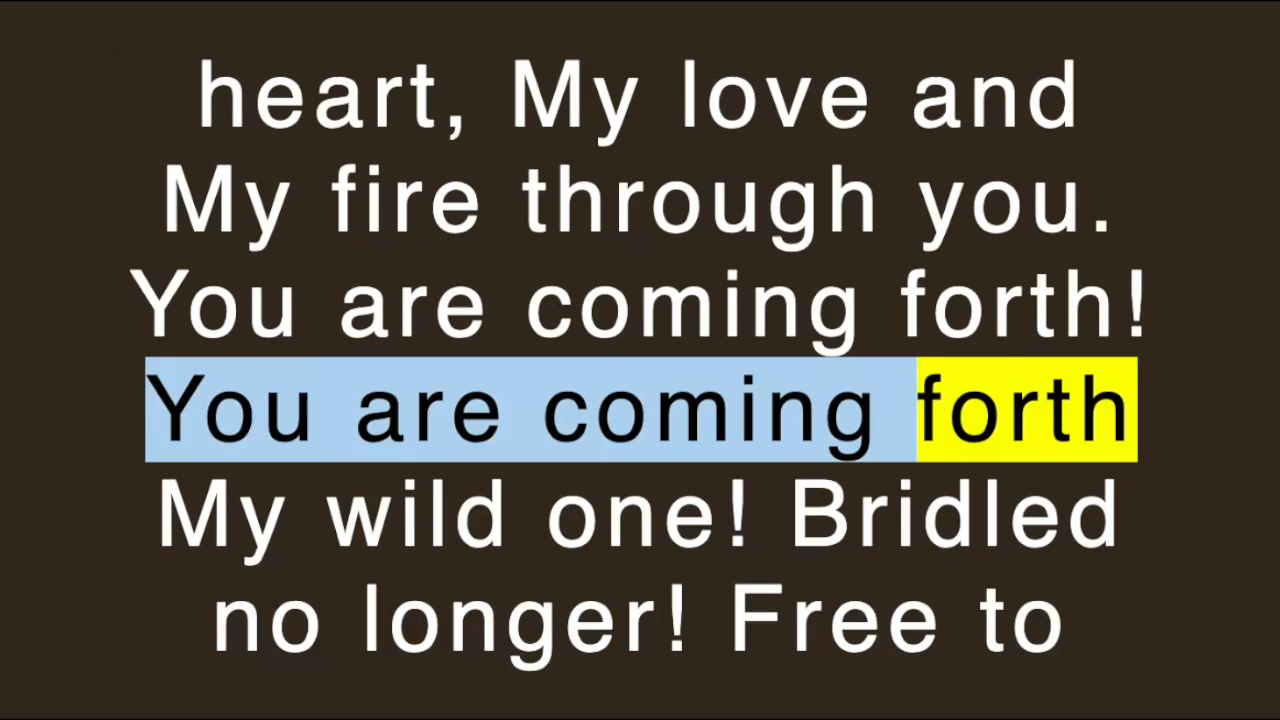 heart, My love and
My fire through you.
You are coming forth!
You are coming forth
My wild one! Bridled
no longer! Free to